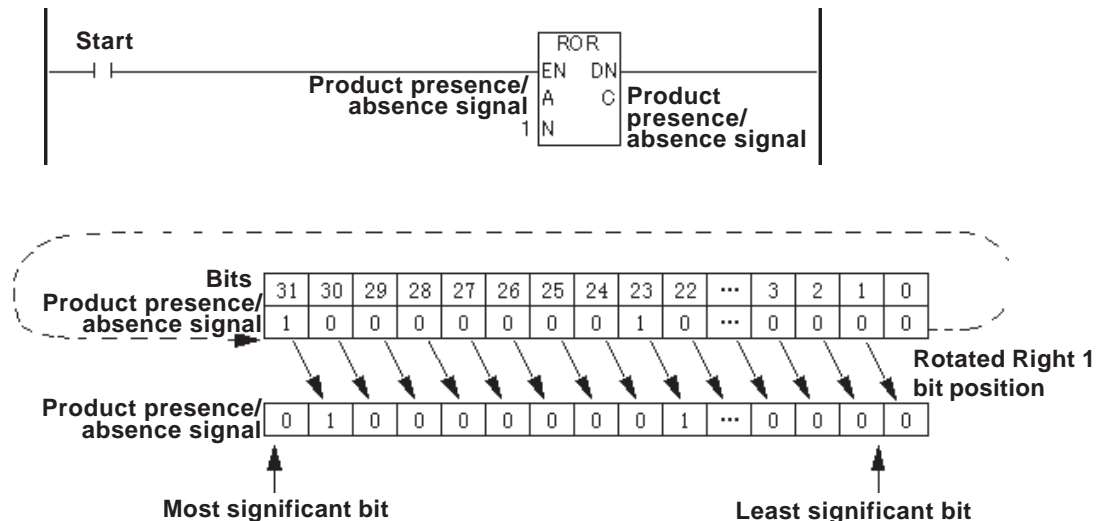 Start
ROR
EN DN
Product presence/
absence signal
A C
Product
presence/
absence signal
1 N
Bits
31 30 29 28 27 26 25 24 23 22 ... 3 2 1 0
Product presence/
absence signal
1 0 0 0 0 0 0 0 1 0 ... 0 0 0 0
Rotated Right 1
bit position
Product presence/
absence signal
0 1 0 0 0 0 0 0 0 1 ... 0 0 0 0
Most significant bit
Least significant bit